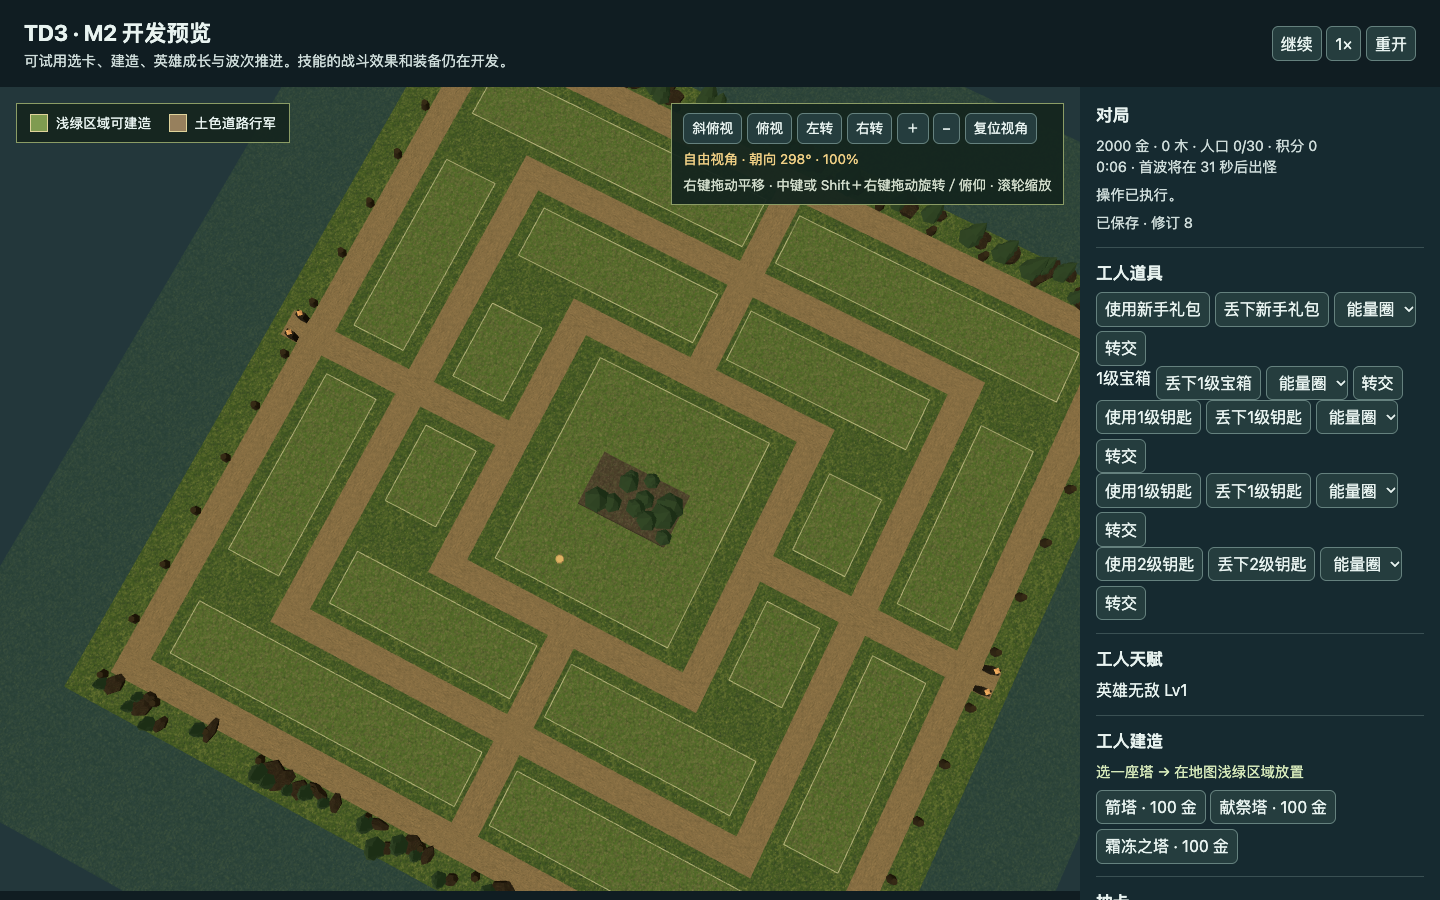 TD3 · M2 开发预览
可试用选卡、建造、英雄成长与波次推进。技能的战斗效果和装备仍在开发。
继续 1× 重开
浅绿区域可建造 土色道路行军
斜俯视 俯视 左转 右转 + − 复位视角
自由视角 · 朝向 298° · 100%
右键拖动平移 · 中键或 Shift＋右键拖动旋转 / 俯仰 · 滚轮缩放
对局
2000 金 · 0 木 · 人口 0/30 · 积分 0
0:06 · 首波将在 31 秒后出怪
操作已执行。
已保存 · 修订 8
工人道具
使用新手礼包 丢下新手礼包 能量圈
转交
1级宝箱 丢下1级宝箱 能量圈 转交
使用1级钥匙 丢下1级钥匙 能量圈
转交
使用1级钥匙 丢下1级钥匙 能量圈
转交
使用2级钥匙 丢下2级钥匙 能量圈
转交
工人天赋
英雄无敌 Lv1
工人建造
选一座塔 → 在地图浅绿区域放置
箭塔 · 100 金 献祭塔 · 100 金
霜冻之塔 · 100 金